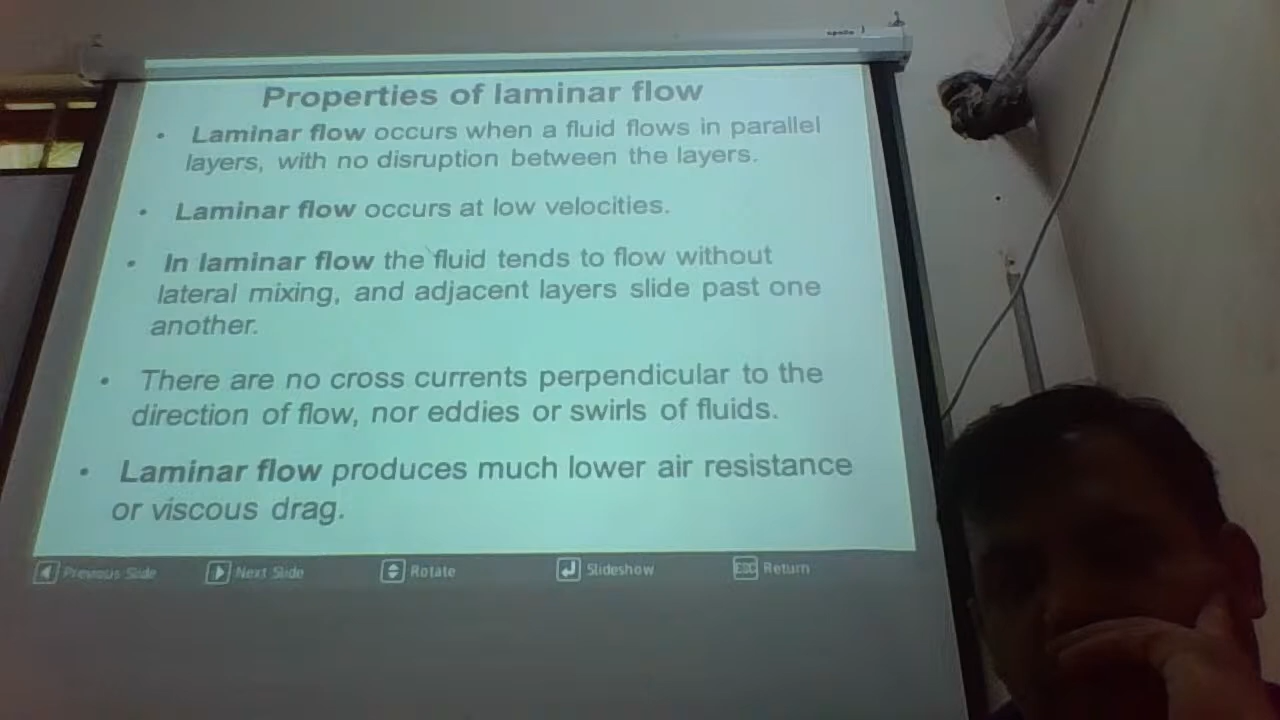 apollo
Properties of laminar flow
• Laminar flow occurs when a fluid flows in parallel
layers, with no disruption between the layers.
• Laminar flow occurs at low velocities.
• In laminar flow the fluid tends to flow without
lateral mixing, and adjacent layers slide past one
another.
• There are no cross currents perpendicular to the
direction of flow, nor eddies or swirls of fluids.
• Laminar flow produces much lower air resistance
or viscous drag.
Previous Slide Next Slide Rotate Slideshow ESC Return